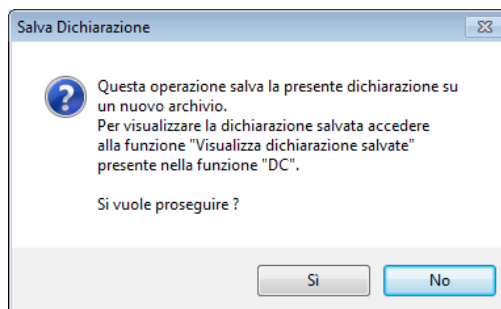 Salva Dichiarazione
Questa operazione salva la presente dichiarazione su
un nuovo archivio.
Per visualizzare la dichiarazione salvata accedere
alla funzione "Visualizza dichiarazione salvate"
presente nella funzione "DC".
Si vuole proseguire ?
Sì
No